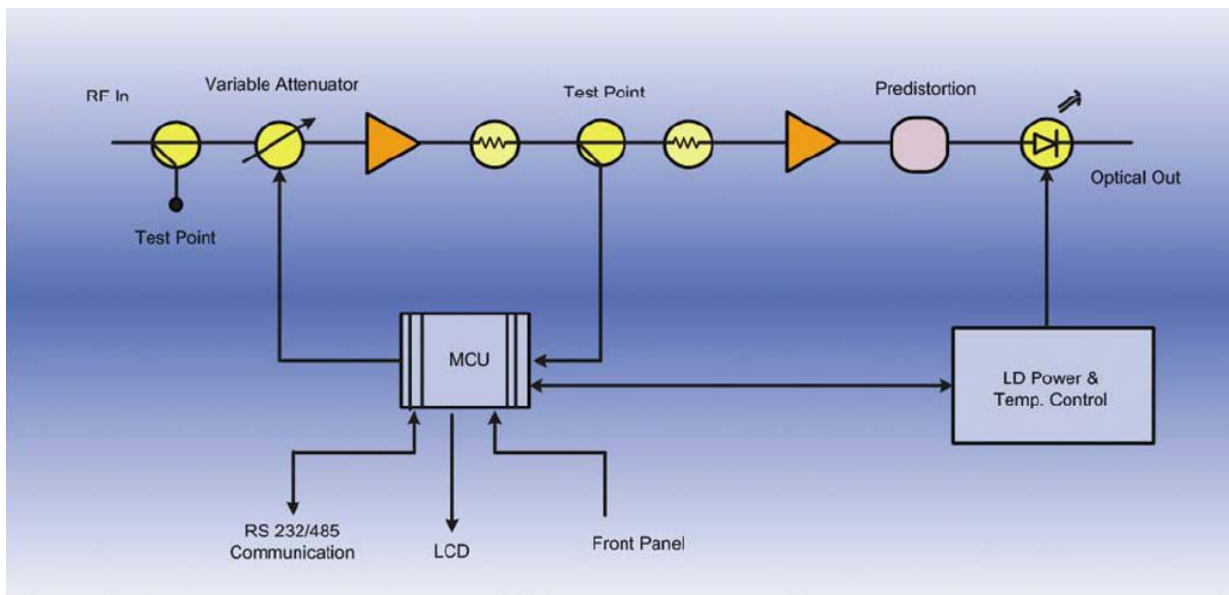 RF In
Variable Attenuator
Test Point
Predistortion
Optical Out
Test Point
MCU
LD Power &
Temp. Control
RS 232/485
Communication
LCD
Front Panel